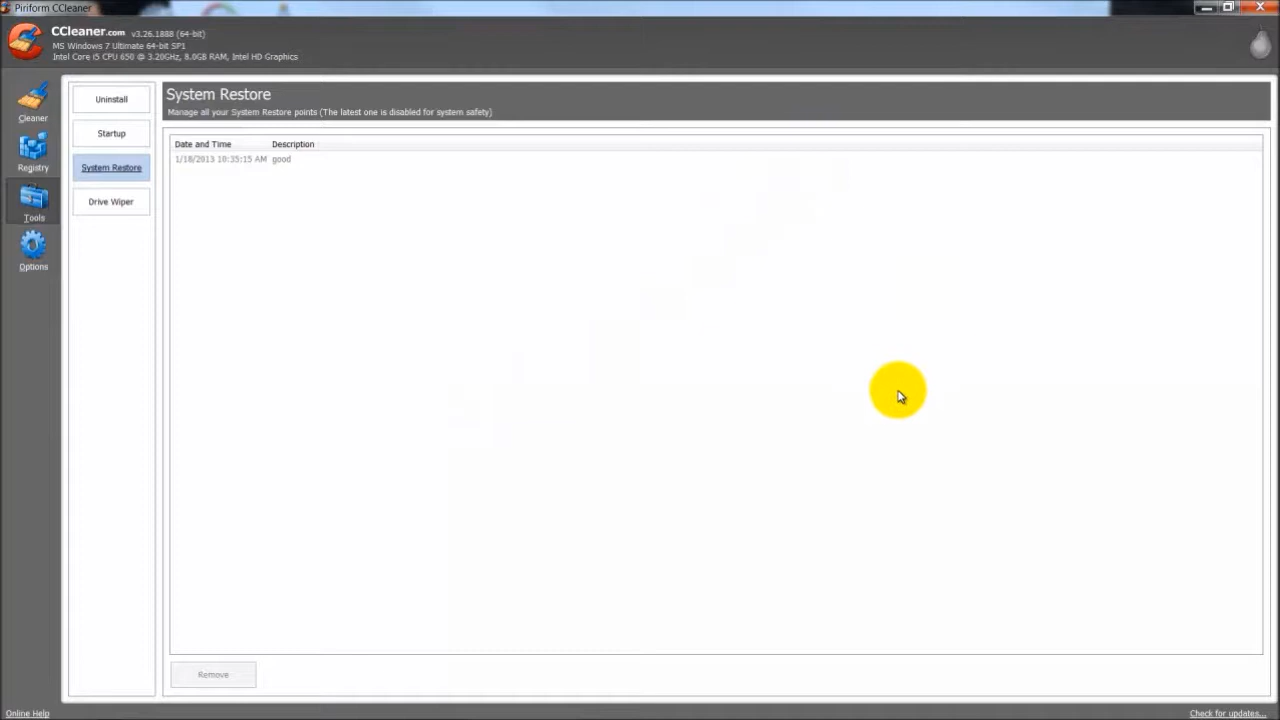 Piriform CCleaner
CCleaner.com v3.26.1888 (64-bit)
MS Windows 7 Ultimate 64-bit SP1
Intel Core i5 CPU 650 @ 3.20GHz, 8.0GB RAM, Intel HD Graphics
Cleaner
Registry
Tools
Options
Uninstall
Startup
System Restore
Drive Wiper
System Restore
Manage all your System Restore points (The latest one is disabled for system safety)
Date and Time Description
1/18/2013 10:35:15 AM good
Remove
Online Help
Check for updates...